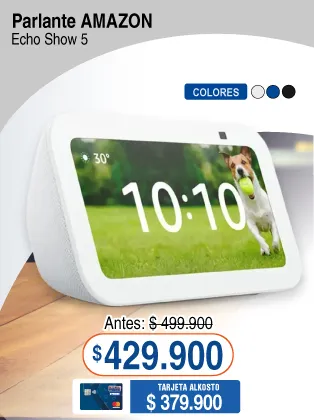 Parlante AMAZON
Echo Show 5
COLORES
30°
10:10
Antes: $ 499.900
$429.900
TARJETA ALKOSTO
$ 379.900